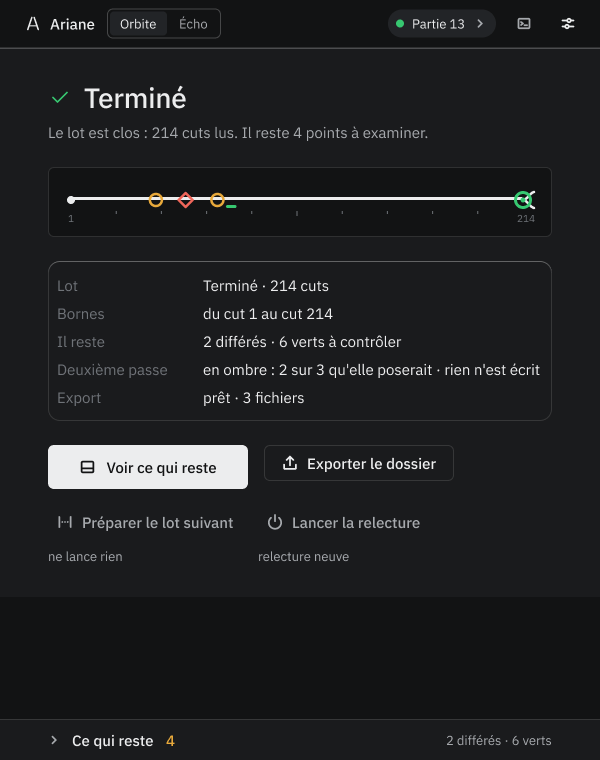 Ariane
Orbite
Écho
Partie 13
Terminé
Le lot est clos : 214 cuts lus. Il reste 4 points à examiner.
1
214
Lot
Terminé · 214 cuts
Bornes
du cut 1 au cut 214
Il reste
2 différés · 6 verts à contrôler
Deuxième passe
en ombre : 2 sur 3 qu'elle poserait · rien n'est écrit
Export
prêt · 3 fichiers
Voir ce qui reste
Exporter le dossier
Préparer le lot suivant
Lancer la relecture
ne lance rien
relecture neuve
Ce qui reste 4
2 différés · 6 verts